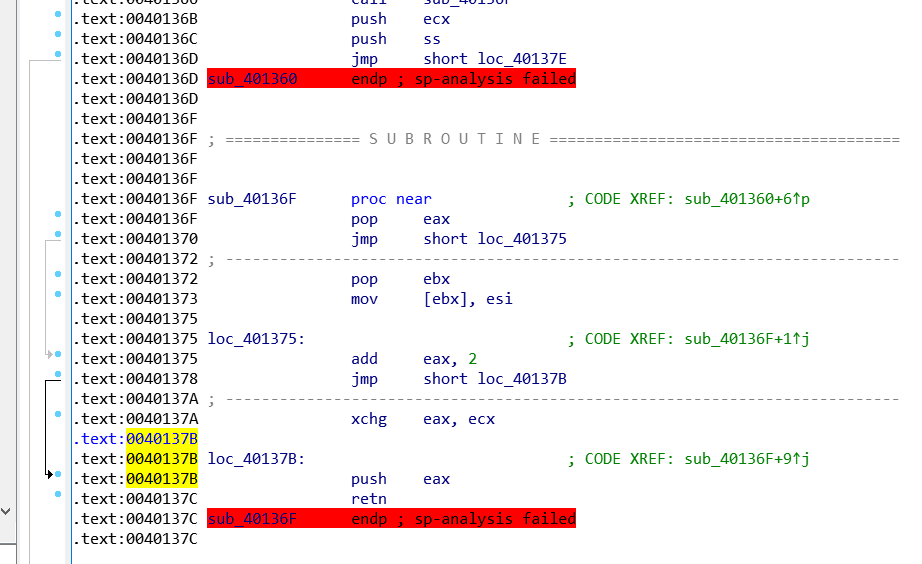 .text:0040136B push ecx
.text:0040136C push ss
.text:0040136D jmp short loc_40137E
.text:0040136D sub_401360 endp ; sp-analysis failed
.text:0040136D
.text:0040136F
.text:0040136F ; =============== S U B R O U T I N E =======================================
.text:0040136F
.text:0040136F
.text:0040136F sub_40136F proc near ; CODE XREF: sub_401360+6↑p
.text:0040136F pop eax
.text:00401370 jmp short loc_401375
.text:00401372 ; ---------------------------------------------------------------------------
.text:00401372 pop ebx
.text:00401373 mov [ebx], esi
.text:00401375
.text:00401375 loc_401375: ; CODE XREF: sub_40136F+1↑j
.text:00401375 add eax, 2
.text:00401378 jmp short loc_40137B
.text:0040137A ; ---------------------------------------------------------------------------
.text:0040137A xchg eax, ecx
.text:0040137B
.text:0040137B loc_40137B: ; CODE XREF: sub_40136F+9↑j
.text:0040137B push eax
.text:0040137C retn
.text:0040137C sub_40136F endp ; sp-analysis failed
.text:0040137C